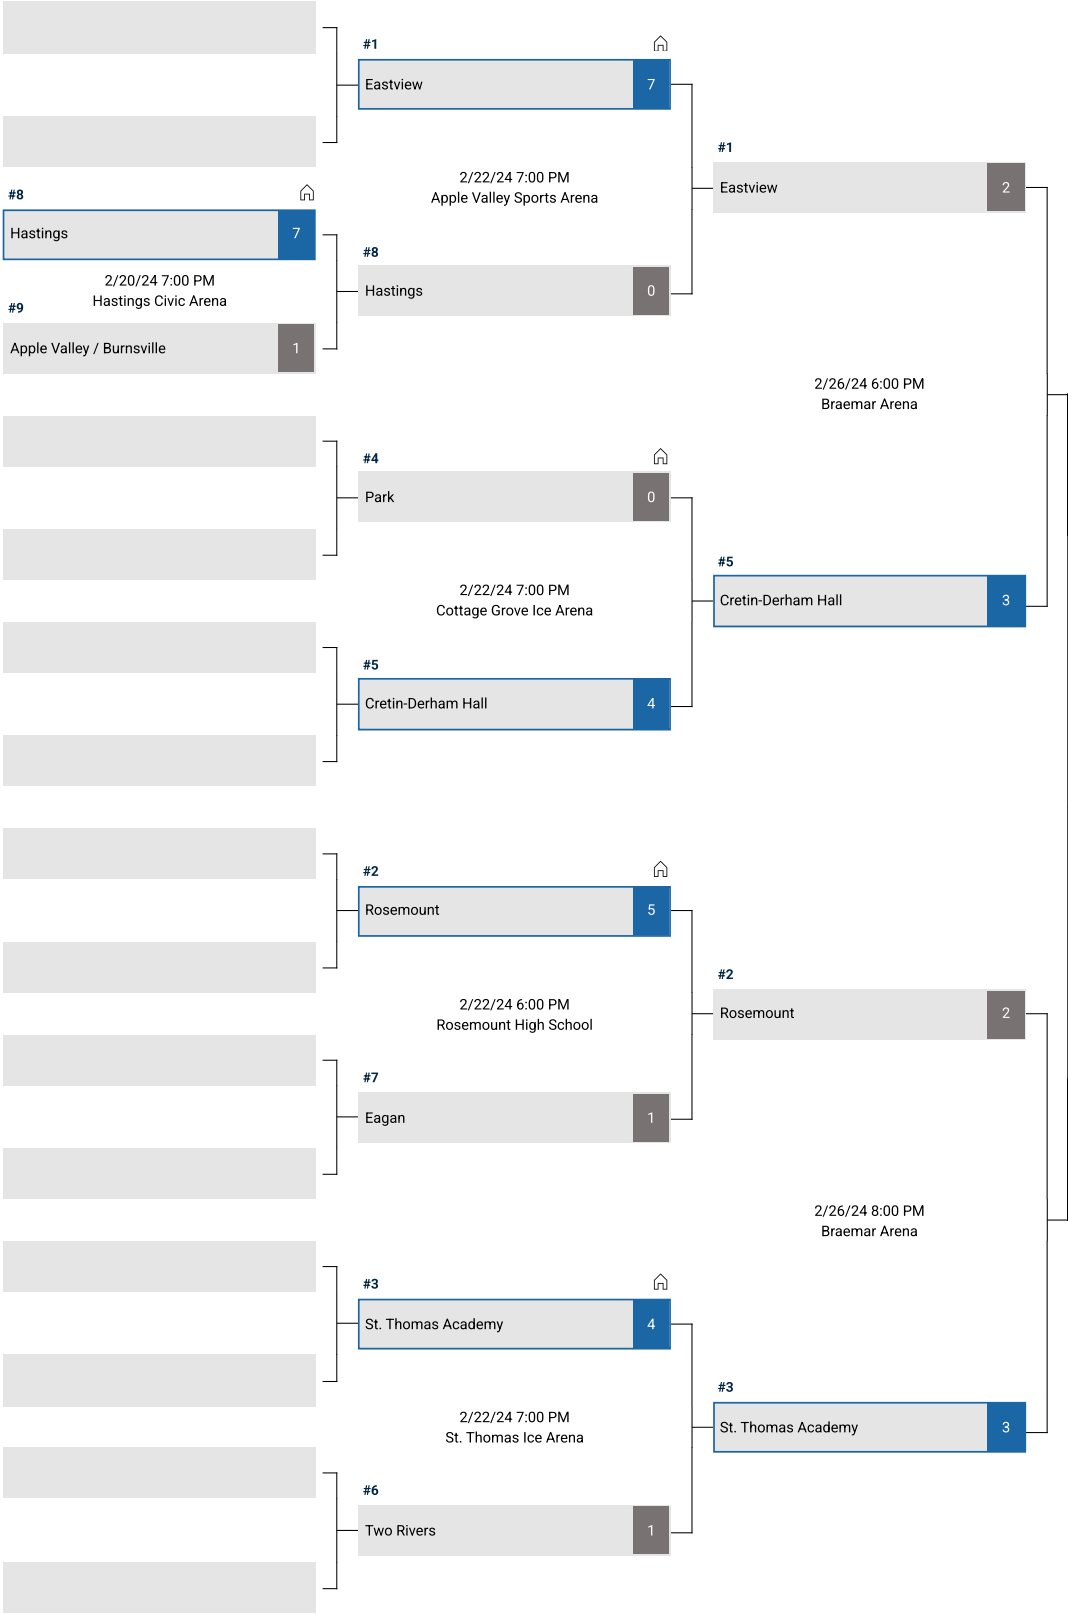 #8
Hastings 7
2/20/24 7:00 PM
Hastings Civic Arena
#9
Apple Valley / Burnsville 1
#1
Eastview 7
2/22/24 7:00 PM
Apple Valley Sports Arena
#8
Hastings 0
#4
Park 0
2/22/24 7:00 PM
Cottage Grove Ice Arena
#5
Cretin-Derham Hall 4
#2
Rosemount 5
2/22/24 6:00 PM
Rosemount High School
#7
Eagan 1
#3
St. Thomas Academy 4
2/22/24 7:00 PM
St. Thomas Ice Arena
#6
Two Rivers 1
#1
Eastview 2
2/26/24 6:00 PM
Braemar Arena
#5
Cretin-Derham Hall 3
#2
Rosemount 2
2/26/24 8:00 PM
Braemar Arena
#3
St. Thomas Academy 3